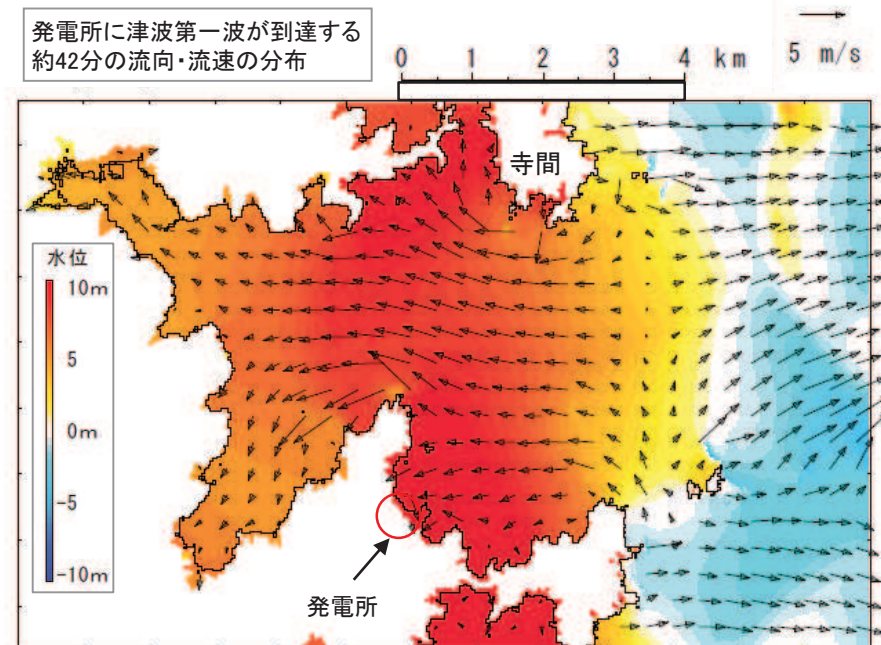 発電所に津波第一波が到達する
約42分の流向・流速の分布
0 1 2 3 4 km
5 m/s
寺間
水位
10m
5
0m
-5
-10m
発電所